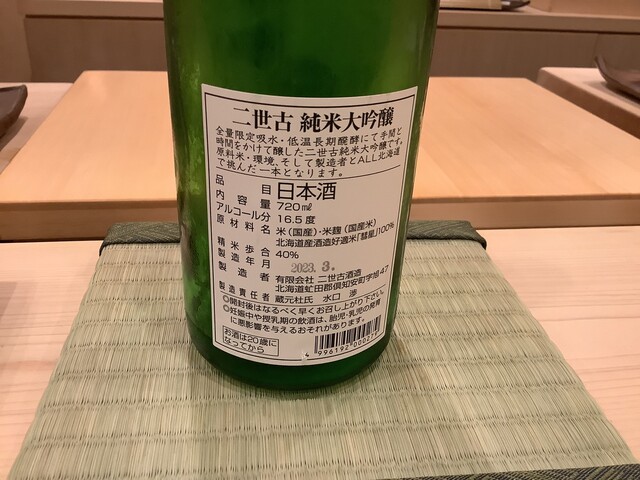 二世古 純米大吟醸
全量限定吸水・低温長期醗酵にて手間と
時間をかけて醸した二世古純米大吟醸です。
原料米・環境、そして製造者とALL北海道
で挑んだ一本となります。
品目 日本酒
内容量 720ml
アルコール分 16.5度
原材料名 米(国産)・米麹(国産米)
北海道産酒造好適米「彗星」100%
精米歩合 40%
製造年月 2023.3.
製造者 有限会社 二世古酒造
北海道虻田郡倶知安町字旭47
製造責任者 蔵元杜氏 水口 渉
◎開封後はなるべく早くお召し上がり下さい。
◎妊娠中や授乳期の飲酒は、胎児・乳児の発育
に悪影響を与えるおそれがあります。
お酒は20歳に
なってから